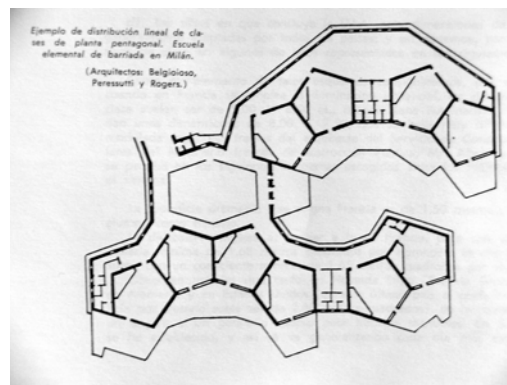 Ejemplo de distribución lineal de cla-
ses de planta pentagonal. Escuela
elemental de barriada en Milán.
(Arquitectos: Belgioioso,
Peressutti y Rogers.)